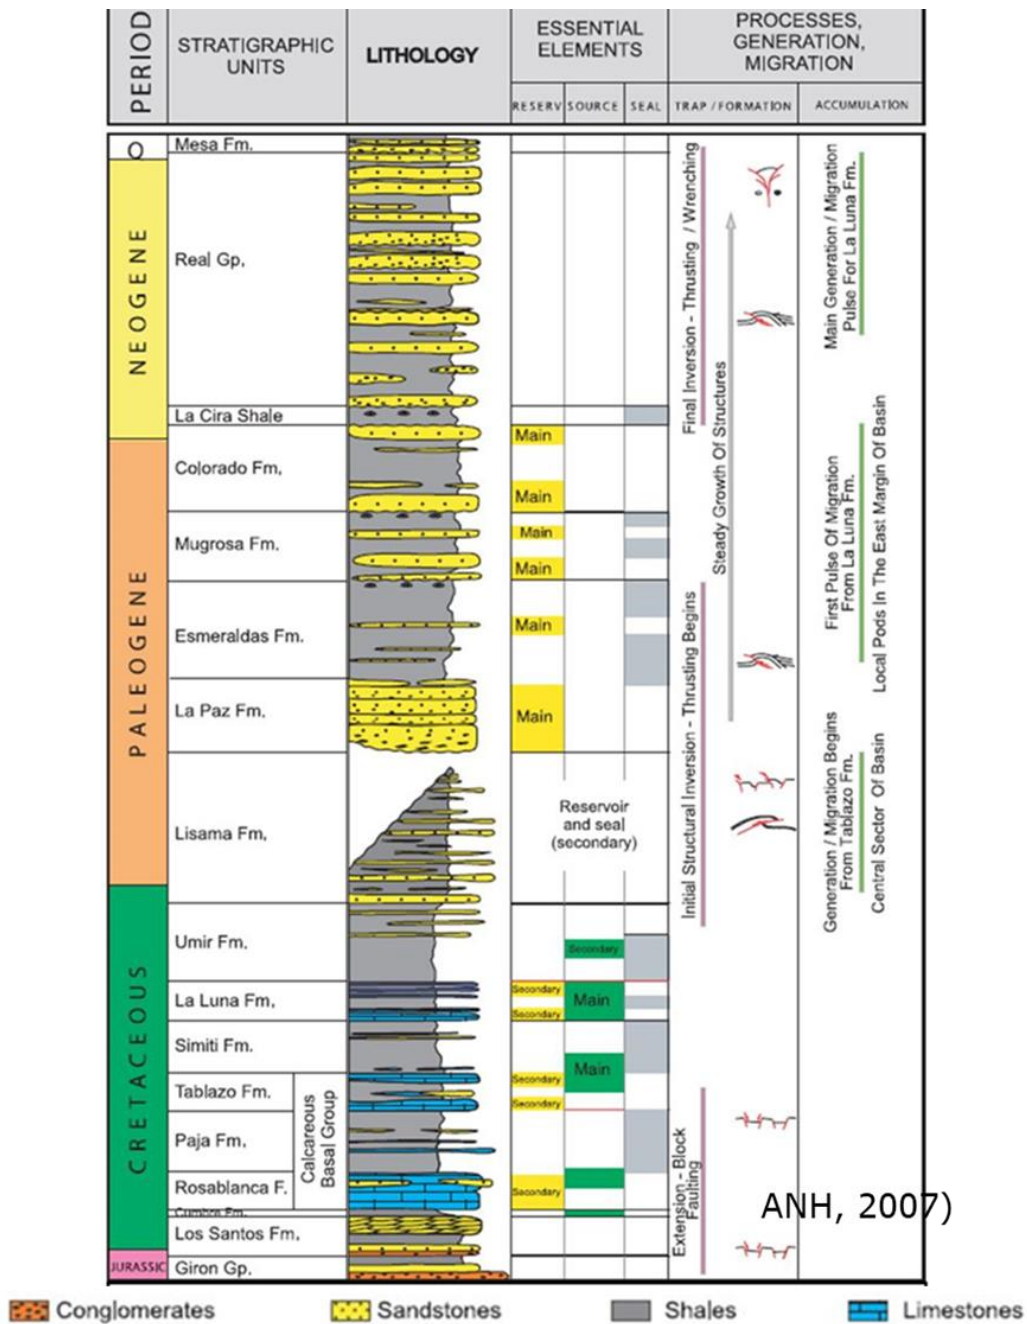 PERIOD
STRATIGRAPHIC
UNITS
LITHOLOGY
ESSENTIAL
ELEMENTS
PROCESSES,
GENERATION,
MIGRATION
RESERV
SOURCE
SEAL
TRAP / FORMATION
ACCUMULATION
Q
NEOGENE
PALEOGENE
CRETACEOUS
JURASSIC
Mesa Fm.
Real Gp,
La Cira Shale
Colorado Fm,
Mugrosa Fm.
Esmeraldas Fm.
La Paz Fm.
Lisama Fm,
Umir Fm.
La Luna Fm,
Simiti Fm.
Tablazo Fm.
Paja Fm.
Rosablanca F.
Cumbre Fm.
Los Santos Fm,
Giron Gp.
Calcareous
Basal Group
Main
Main
Main
Main
Main
Main
Reservoir
and seal
(secondary)
Secondary
Secondary
Main
Secondary
Main
Secondary
Secondary
Secondary
Final Inversion - Thrusting / Wrenching
Steady Growth Of Structures
Initial Structural Inversion - Thrusting Begins
Extension - Block
Faulting
Main Generation / Migration
Pulse For La Luna Fm.
First Pulse Of Migration
From La Luna Fm.
Local Pods In The East Margin Of Basin
Generation / Migration Begins
From Tablazo Fm.
Central Sector Of Basin
ANH, 2007)
Conglomerates
Sandstones
Shales
Limestones